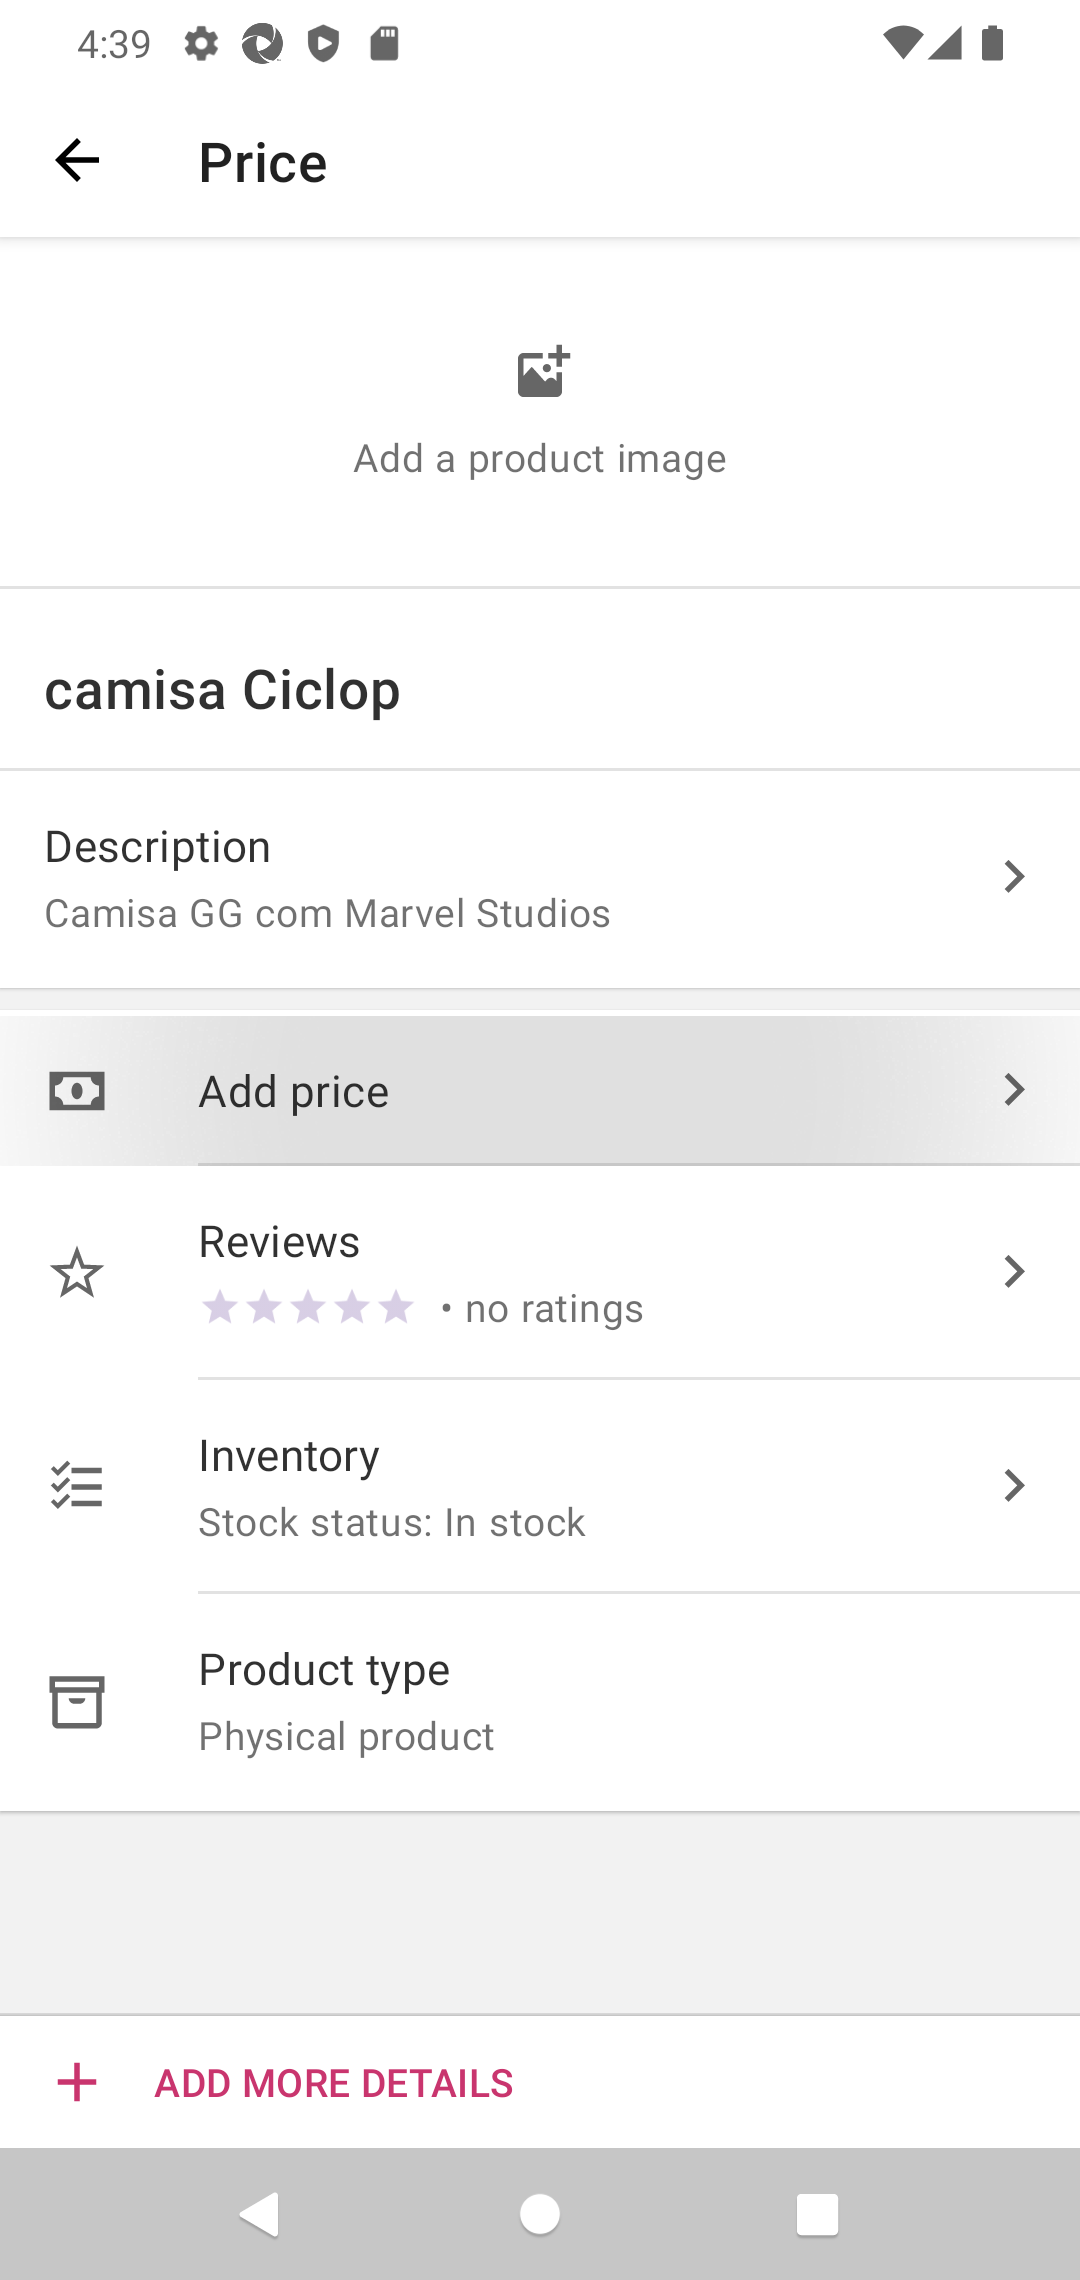 4:39
Price
Add a product image
camisa Ciclop
Description
Camisa GG com Marvel Studios
Add price
Reviews
• no ratings
Inventory
Stock status: In stock
Product type
Physical product
ADD MORE DETAILS